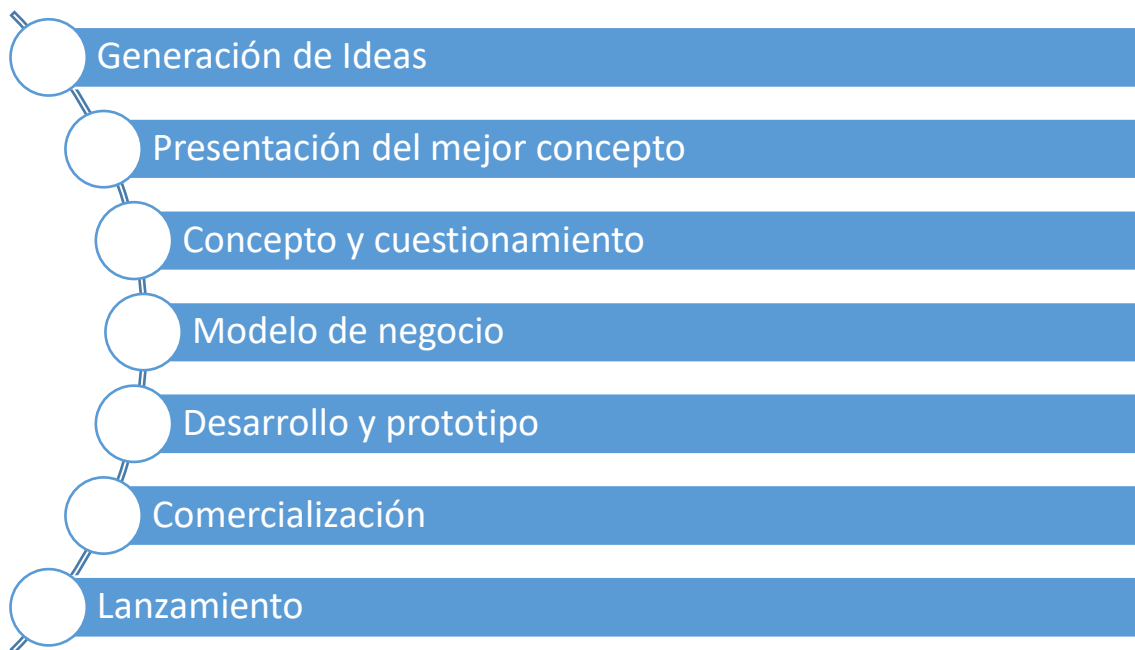 Generación de Ideas
Presentación del mejor concepto
Concepto y cuestionamiento
Modelo de negocio
Desarrollo y prototipo
Comercialización
Lanzamiento